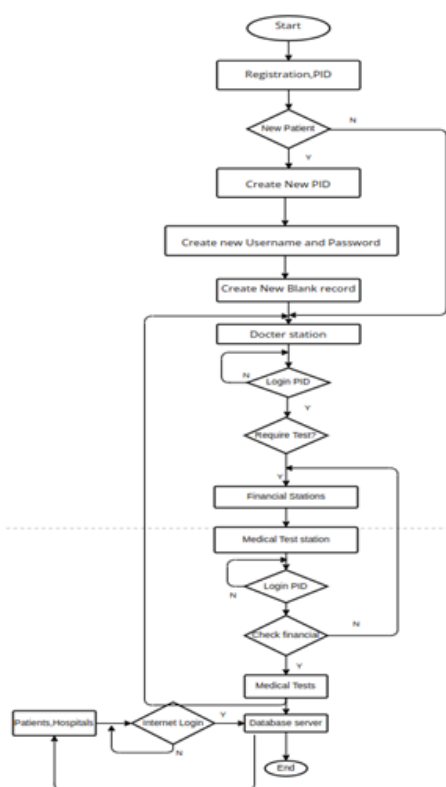 Start
Registration,PID
New Patient
N
Y
Create New PID
Create new Username and Password
Create New Blank record
Docter station
Login PID
N
Y
Require Test?
Y
Financial Stations
Medical Test station
Login PID
N
Check financial
N
Y
Medical Tests
Patients,Hospitals
Internet Login
Y
Database server
N
End